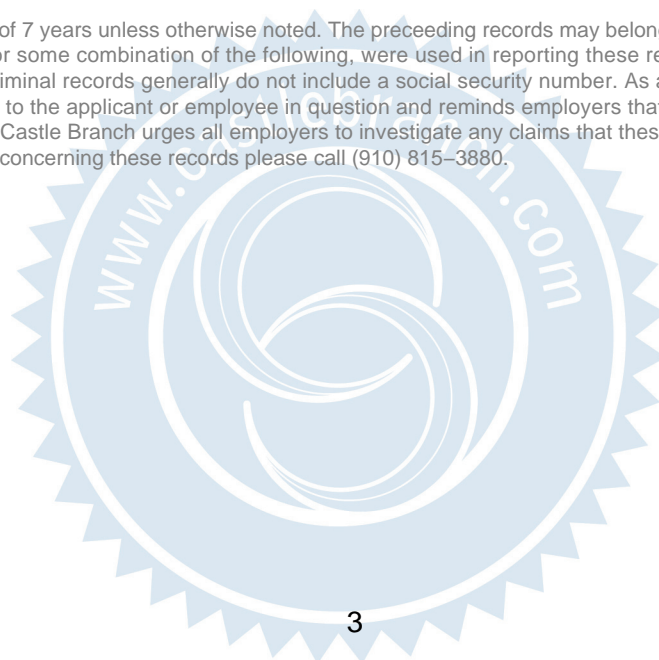 of 7 years unless otherwise noted. The preceeding records may belong
or some combination of the following, were used in reporting these re
iminal records generally do not include a social security number. As a
to the applicant or employee in question and reminds employers that
Castle Branch urges all employers to investigate any claims that thes
concerning these records please call (910) 815–3880.
www.castlebranch.com
3